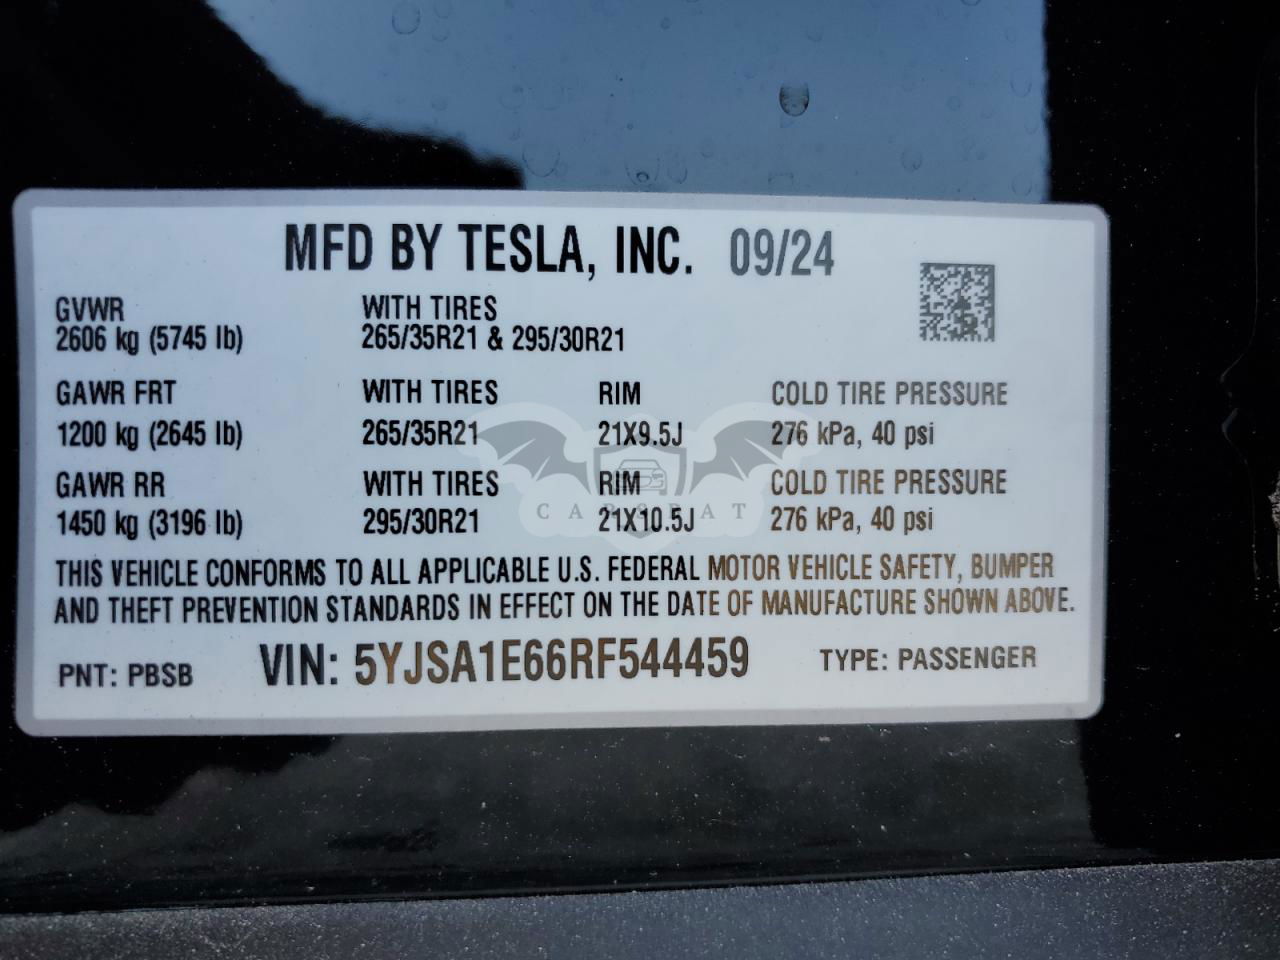 MFD BY TESLA, INC. 09/24
GVWR WITH TIRES
2606 kg (5745 lb) 265/35R21 & 295/30R21
GAWR FRT WITH TIRES RIM COLD TIRE PRESSURE
1200 kg (2645 lb) 265/35R21 21X9.5J 276 kPa, 40 psi
GAWR RR WITH TIRES RIM COLD TIRE PRESSURE
1450 kg (3196 lb) 295/30R21 21X10.5J 276 kPa, 40 psi
CARSBAT
THIS VEHICLE CONFORMS TO ALL APPLICABLE U.S. FEDERAL MOTOR VEHICLE SAFETY, BUMPER
AND THEFT PREVENTION STANDARDS IN EFFECT ON THE DATE OF MANUFACTURE SHOWN ABOVE.
PNT: PBSB VIN: 5YJSA1E66RF544459 TYPE: PASSENGER